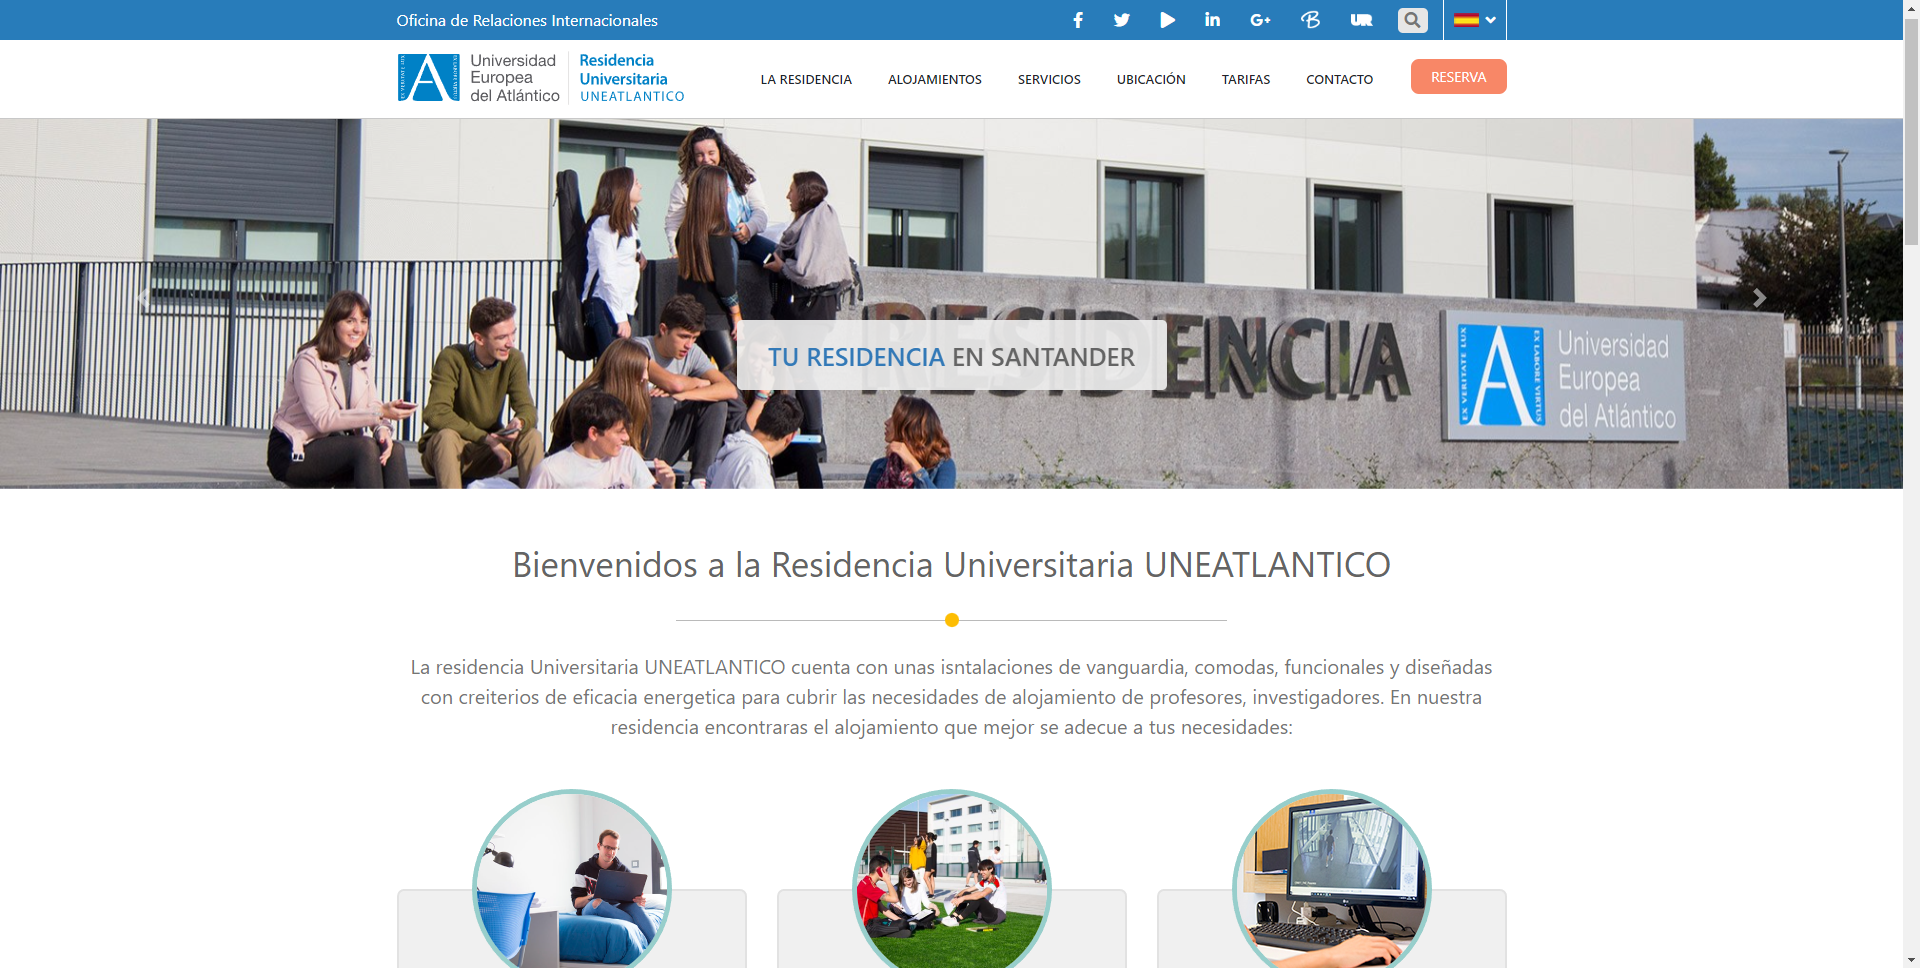 Oficina de Relaciones Internacionales
Universidad
Europea
del Atlántico
Residencia
Universitaria
UNEATLANTICO
LA RESIDENCIA
ALOJAMIENTOS
SERVICIOS
UBICACIÓN
TARIFAS
CONTACTO
RESERVA
RESIDENCIA
TU RESIDENCIA EN SANTANDER
EX VERITATE LUX
EX LABORE VIRTUS
Universidad
Europea
del Atlántico
Bienvenidos a la Residencia Universitaria UNEATLANTICO
La residencia Universitaria UNEATLANTICO cuenta con unas isntalaciones de vanguardia, comodas, funcionales y diseñadas
con creiterios de eficacia energetica para cubrir las necesidades de alojamiento de profesores, investigadores. En nuestra
residencia encontraras el alojamiento que mejor se adecue a tus necesidades: